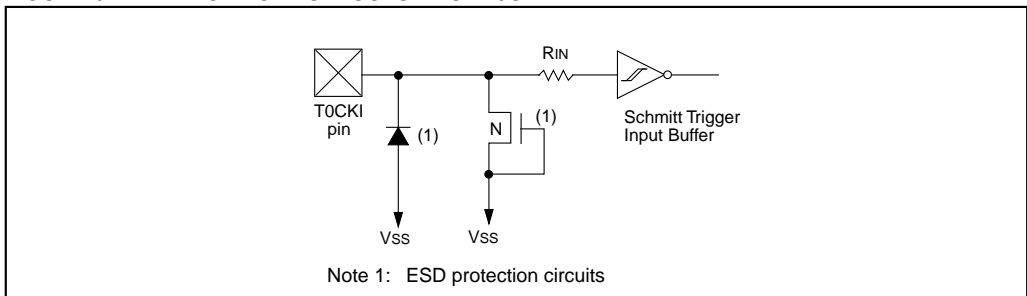 RIN
T0CKI
pin
(1)
N
(1)
Schmitt Trigger
Input Buffer
VSS
VSS
Note 1: ESD protection circuits